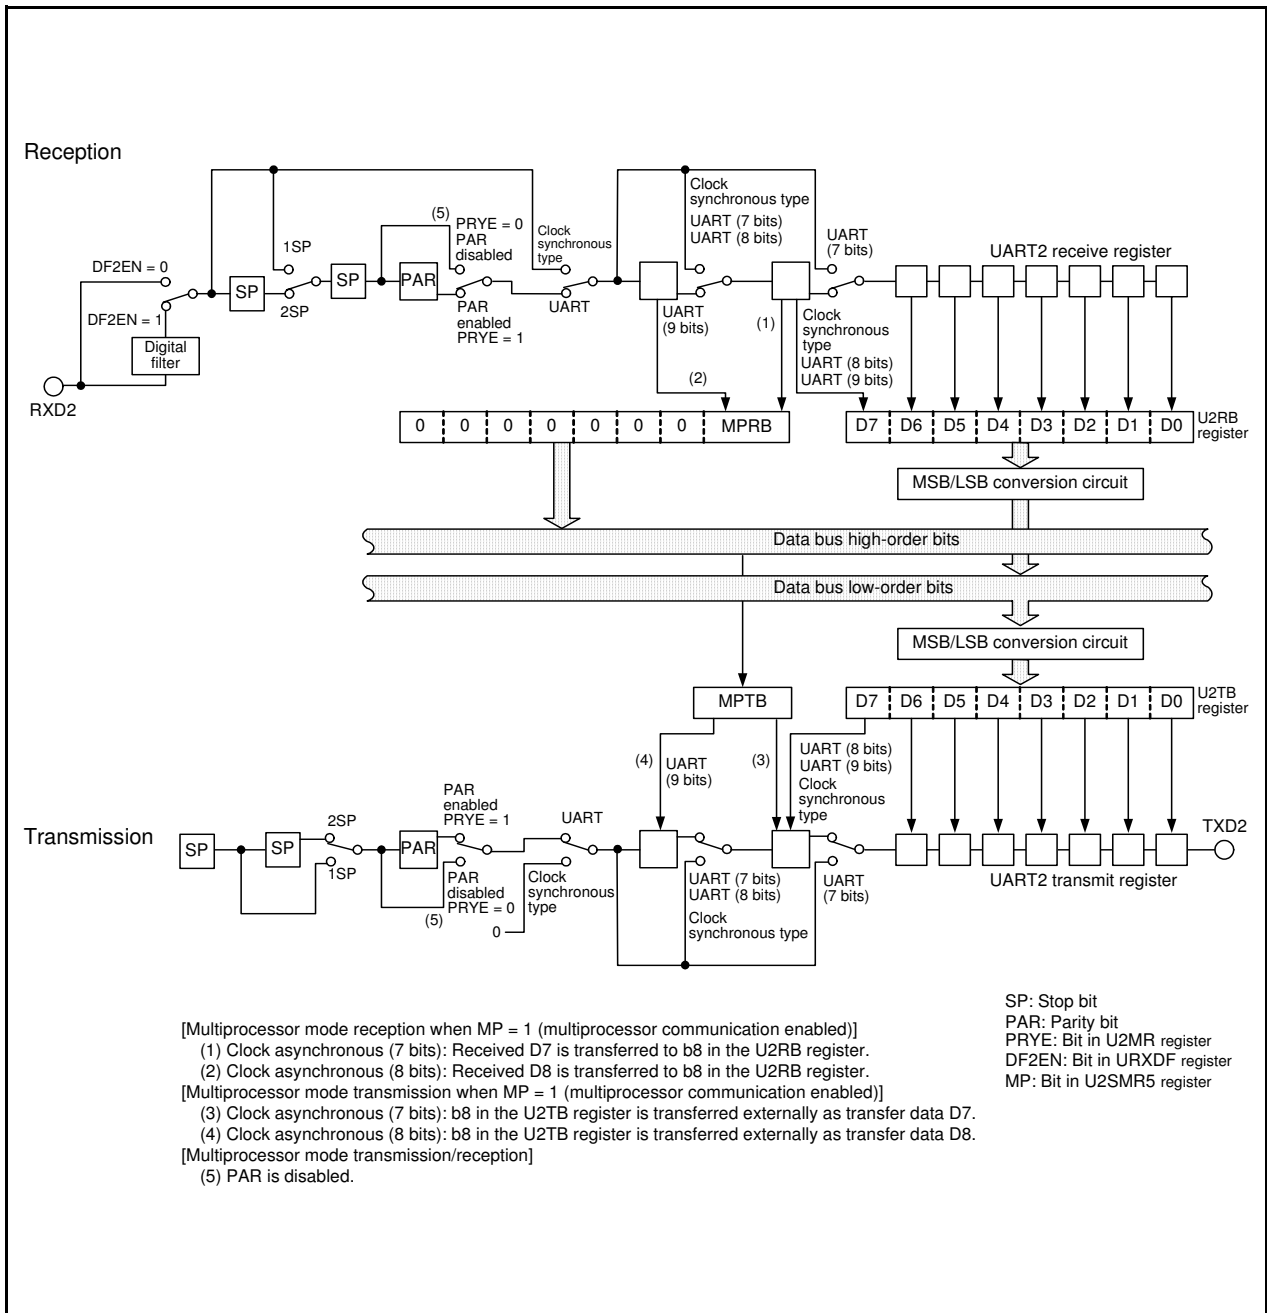 Reception
(5)
PRYE = 0
PAR
disabled
Clock
synchronous
type
Clock
synchronous type
UART (7 bits)
UART (8 bits)
UART
(7 bits)
UART2 receive register
1SP
DF2EN = 0
SP
2SP
SP
PAR
PAR
enabled
PRYE = 1
UART
UART
(9 bits)
(1)
Clock
synchronous
type
UART (8 bits)
UART (9 bits)
DF2EN = 1
Digital
filter
RXD2
(2)
0 0 0 0 0 0 0 MPRB
D7 D6 D5 D4 D3 D2 D1 D0
U2RB
register
MSB/LSB conversion circuit
Data bus high-order bits
Data bus low-order bits
MSB/LSB conversion circuit
MPTB
D7 D6 D5 D4 D3 D2 D1 D0
U2TB
register
(4)
UART
(9 bits)
(3)
UART (8 bits)
UART (9 bits)
Clock
synchronous
type
Transmission
SP
SP
2SP
1SP
PAR
PAR
enabled
PRYE = 1
UART
PAR
disabled
PRYE = 0
(5)
Clock
synchronous
type
0
UART (7 bits)
UART (8 bits)
Clock
synchronous type
UART
(7 bits)
TXD2
UART2 transmit register
SP: Stop bit
PAR: Parity bit
PRYE: Bit in U2MR register
DF2EN: Bit in URXDF register
MP: Bit in U2SMR5 register
[Multiprocessor mode reception when MP = 1 (multiprocessor communication enabled)]
(1) Clock asynchronous (7 bits): Received D7 is transferred to b8 in the U2RB register.
(2) Clock asynchronous (8 bits): Received D8 is transferred to b8 in the U2RB register.
[Multiprocessor mode transmission when MP = 1 (multiprocessor communication enabled)]
(3) Clock asynchronous (7 bits): b8 in the U2TB register is transferred externally as transfer data D7.
(4) Clock asynchronous (8 bits): b8 in the U2TB register is transferred externally as transfer data D8.
[Multiprocessor mode transmission/reception]
(5) PAR is disabled.